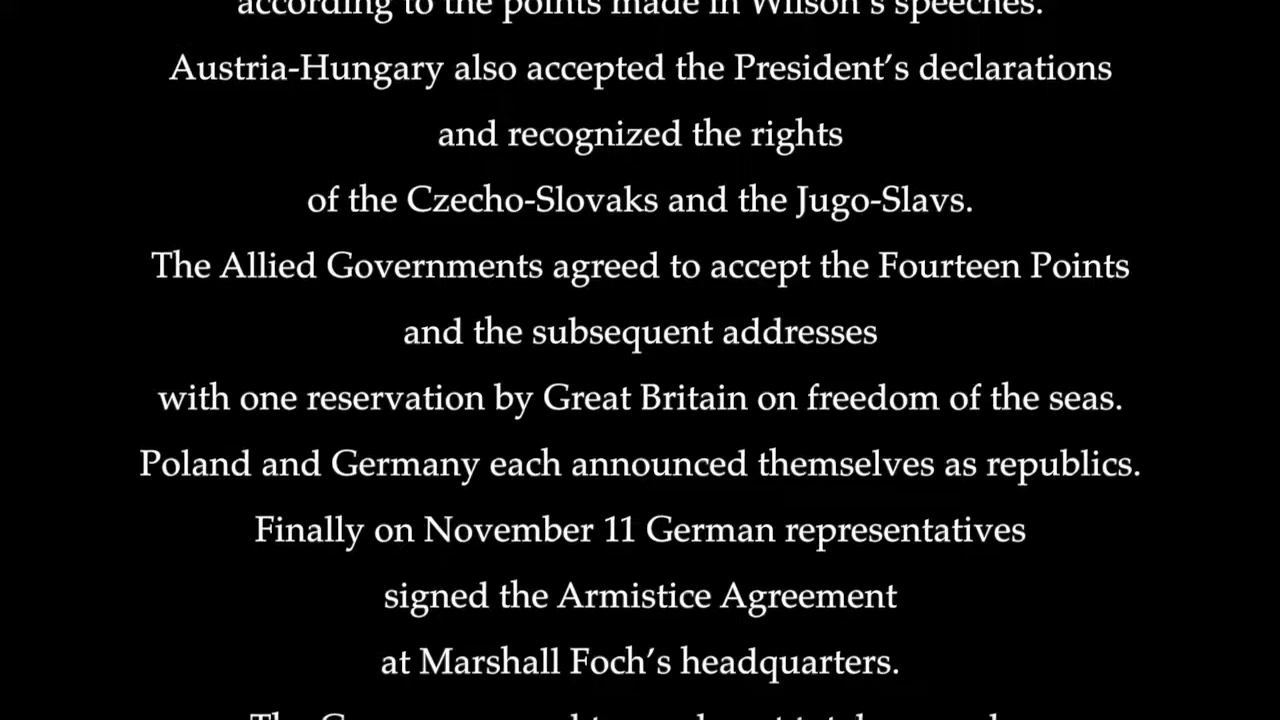 according to the points made in Wilson's speeches.
Austria-Hungary also accepted the President's declarations
and recognized the rights
of the Czecho-Slovaks and the Jugo-Slavs.
The Allied Governments agreed to accept the Fourteen Points
and the subsequent addresses
with one reservation by Great Britain on freedom of the seas.
Poland and Germany each announced themselves as republics.
Finally on November 11 German representatives
signed the Armistice Agreement
at Marshall Foch's headquarters.
The